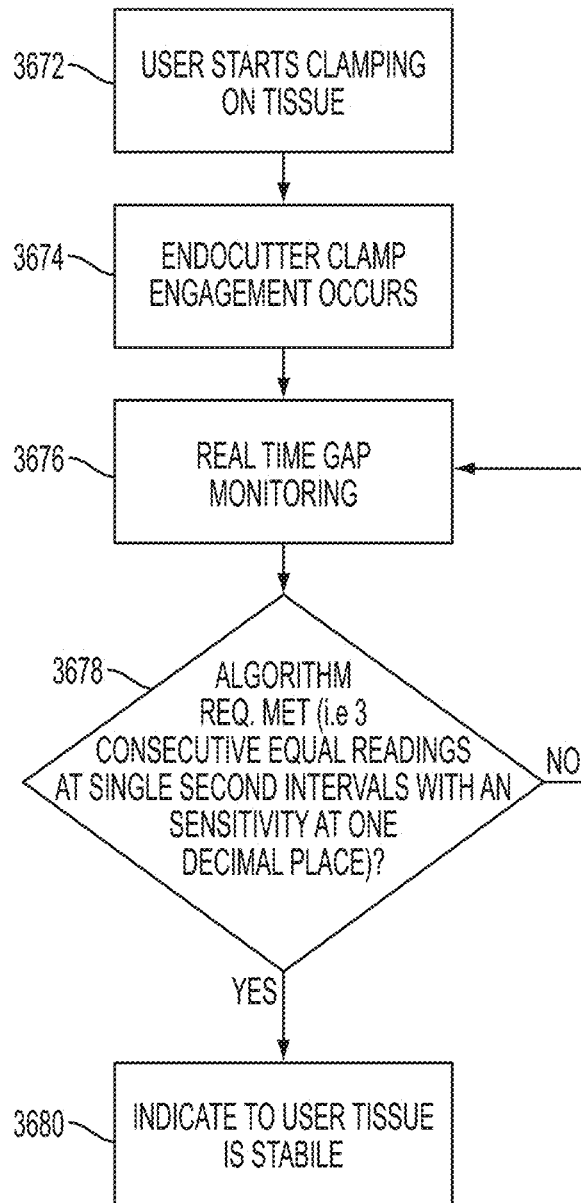 3672
USER STARTS CLAMPING
ON TISSUE
3674
ENDOCUTTER CLAMP
ENGAGEMENT OCCURS
3676
REAL TIME GAP
MONITORING
3678
ALGORITHM
REQ. MET (i.e 3
CONSECUTIVE EQUAL READINGS
AT SINGLE SECOND INTERVALS WITH AN
SENSITIVITY AT ONE
DECIMAL PLACE)?
NO
YES
3680
INDICATE TO USER TISSUE
IS STABILE